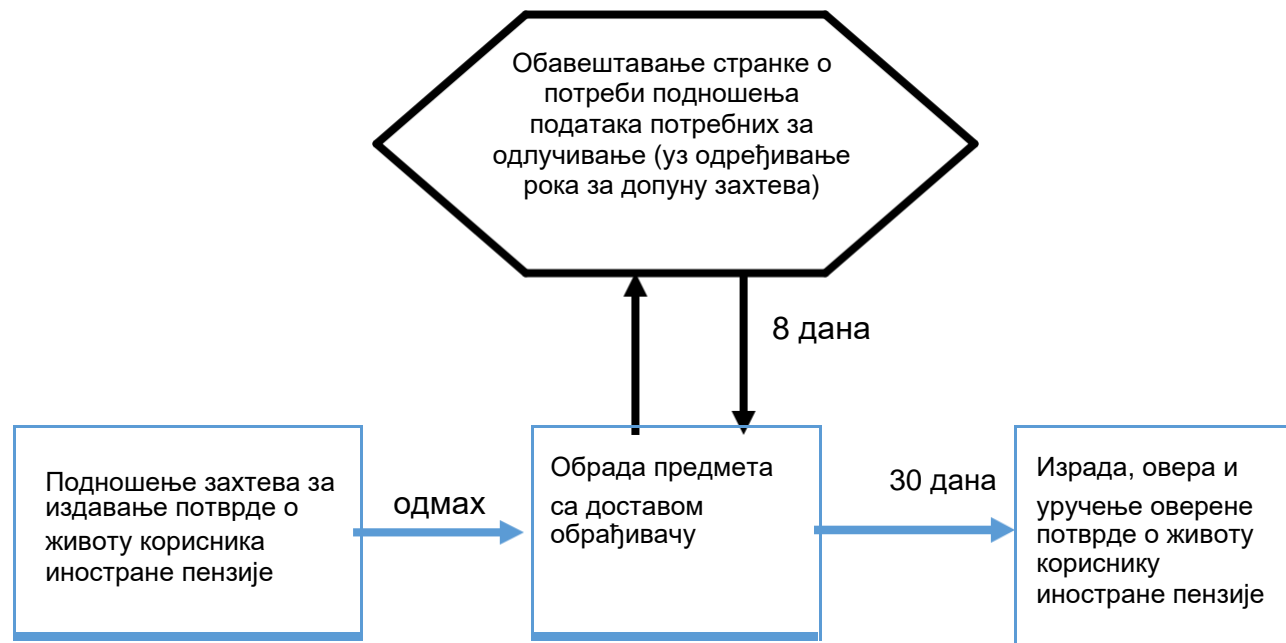 Обавештавање странке о
потреби подношења
података потребних за
одлучивање (уз одређивање
рока за допуну захтева)
8 дана
Подношење захтева за
издавање потврде о
животу корисника
иностране пензије
одмах
Обрада предмета
са доставом
обрађивачу
30 дана
Израда, овера и
уручење оверене
потврде о животу
кориснику
иностране пензије